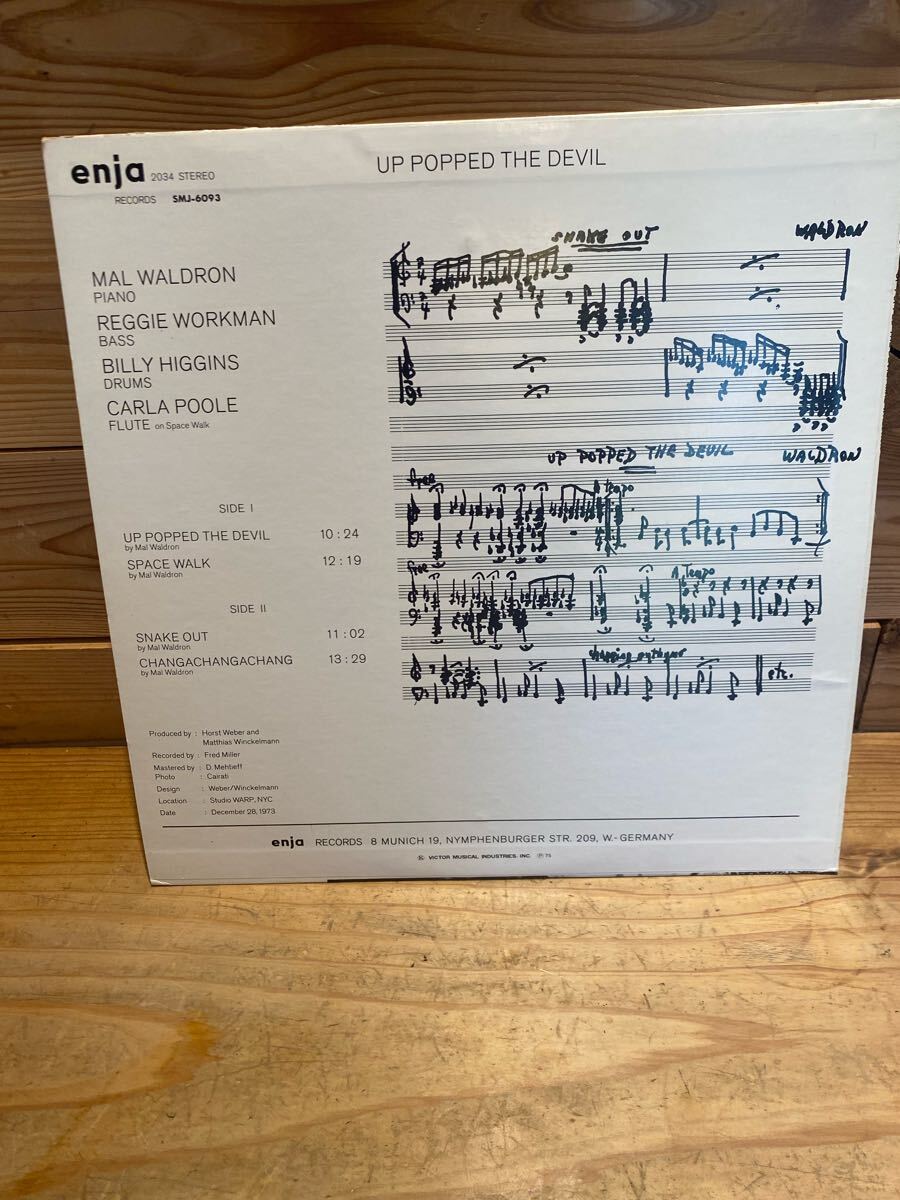 enja 2034 STEREO
RECORDS SMJ-6093
UP POPPED THE DEVIL
MAL WALDRON
PIANO
REGGIE WORKMAN
BASS
BILLY HIGGINS
DRUMS
CARLA POOLE
FLUTE on Space Walk
SIDE I
UP POPPED THE DEVIL 10:24
by Mal Waldron
SPACE WALK 12:19
by Mal Waldron
SIDE II
SNAKE OUT 11:02
by Mal Waldron
CHANGACHANGACHANG 13:29
by Mal Waldron
Produced by : Horst Weber and
Matthias Winckelmann
Recorded by : Fred Miller
Mastered by : D. Mehtieff
Photo : Cairati
Design : Weber/Winckelmann
Location : Studio WARP, NYC
Date : December 28, 1973
SNAKE OUT WALDRON
UP POPPED THE DEVIL WALDRON
free
A Tempo
free
A Tempo
etc.
enja RECORDS 8 MUNICH 19, NYMPHENBURGER STR. 209, W.-GERMANY
VICTOR MUSICAL INDUSTRIES. INC. Ⓟ 75